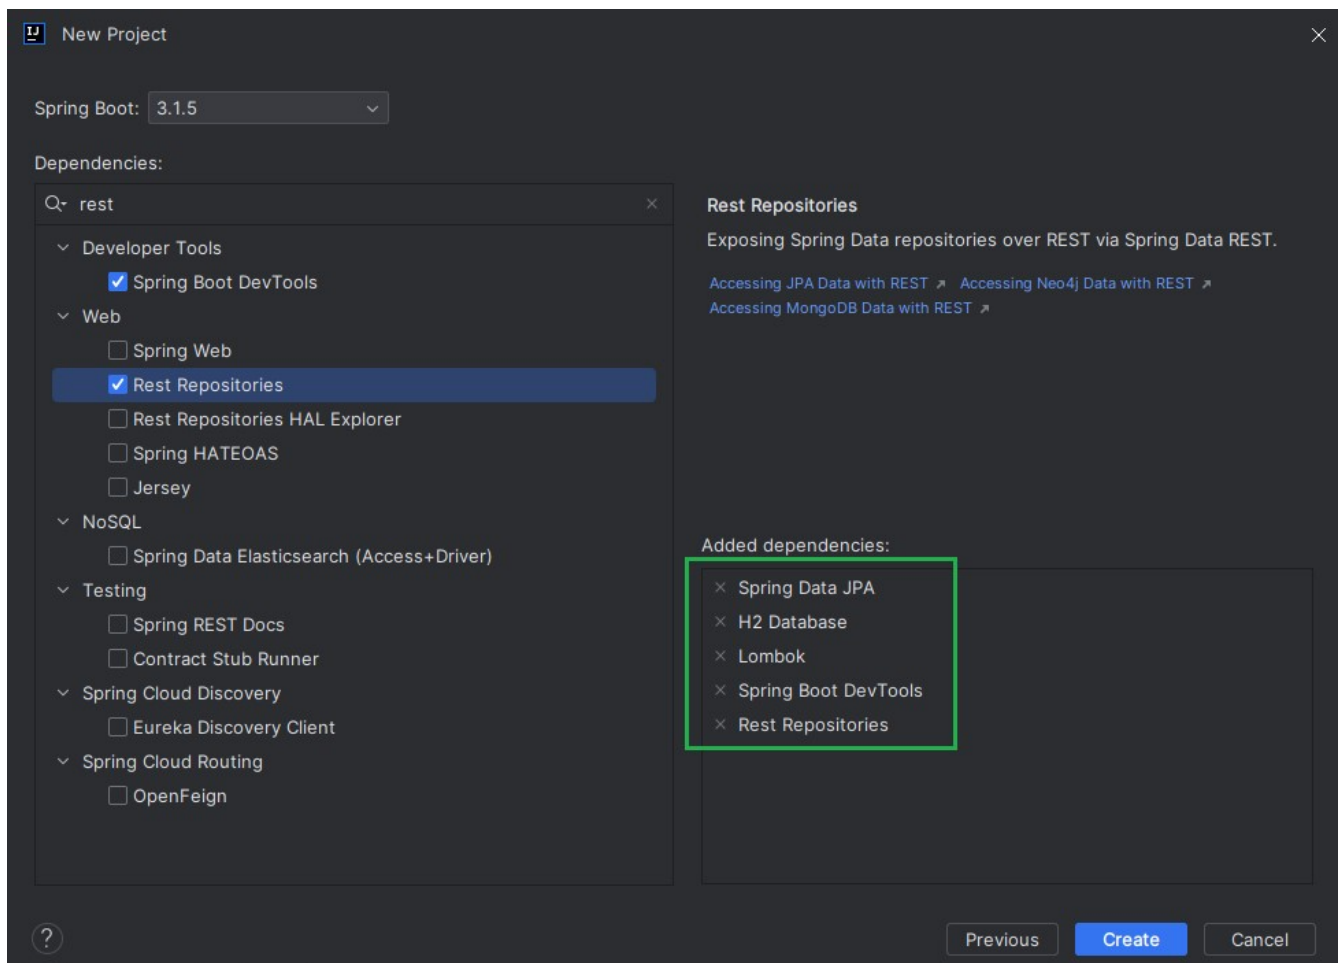 New Project
Spring Boot: 3.1.5
Dependencies:
rest
Developer Tools
Spring Boot DevTools
Web
Spring Web
Rest Repositories
Rest Repositories HAL Explorer
Spring HATEOAS
Jersey
NoSQL
Spring Data Elasticsearch (Access+Driver)
Testing
Spring REST Docs
Contract Stub Runner
Spring Cloud Discovery
Eureka Discovery Client
Spring Cloud Routing
OpenFeign
Rest Repositories
Exposing Spring Data repositories over REST via Spring Data REST.
Accessing JPA Data with REST Accessing Neo4j Data with REST
Accessing MongoDB Data with REST
Added dependencies:
Spring Data JPA
H2 Database
Lombok
Spring Boot DevTools
Rest Repositories
? Previous Create Cancel